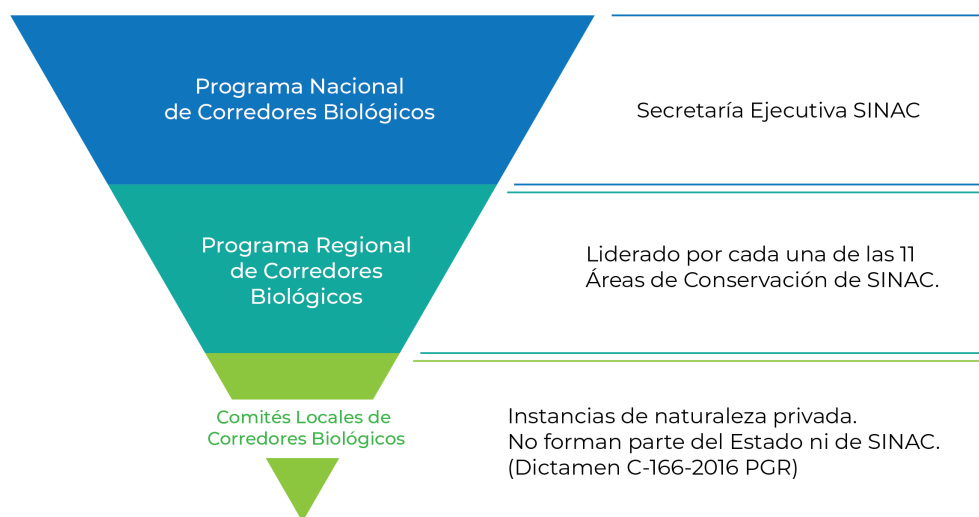 Programa Nacional
de Corredores Biológicos
Secretaría Ejecutiva SINAC
Programa Regional
de Corredores
Biológicos
Liderado por cada una de las 11
Áreas de Conservación de SINAC.
Comités Locales de
Corredores Biológicos
Instancias de naturaleza privada.
No forman parte del Estado ni de SINAC.
(Dictamen C-166-2016 PGR)